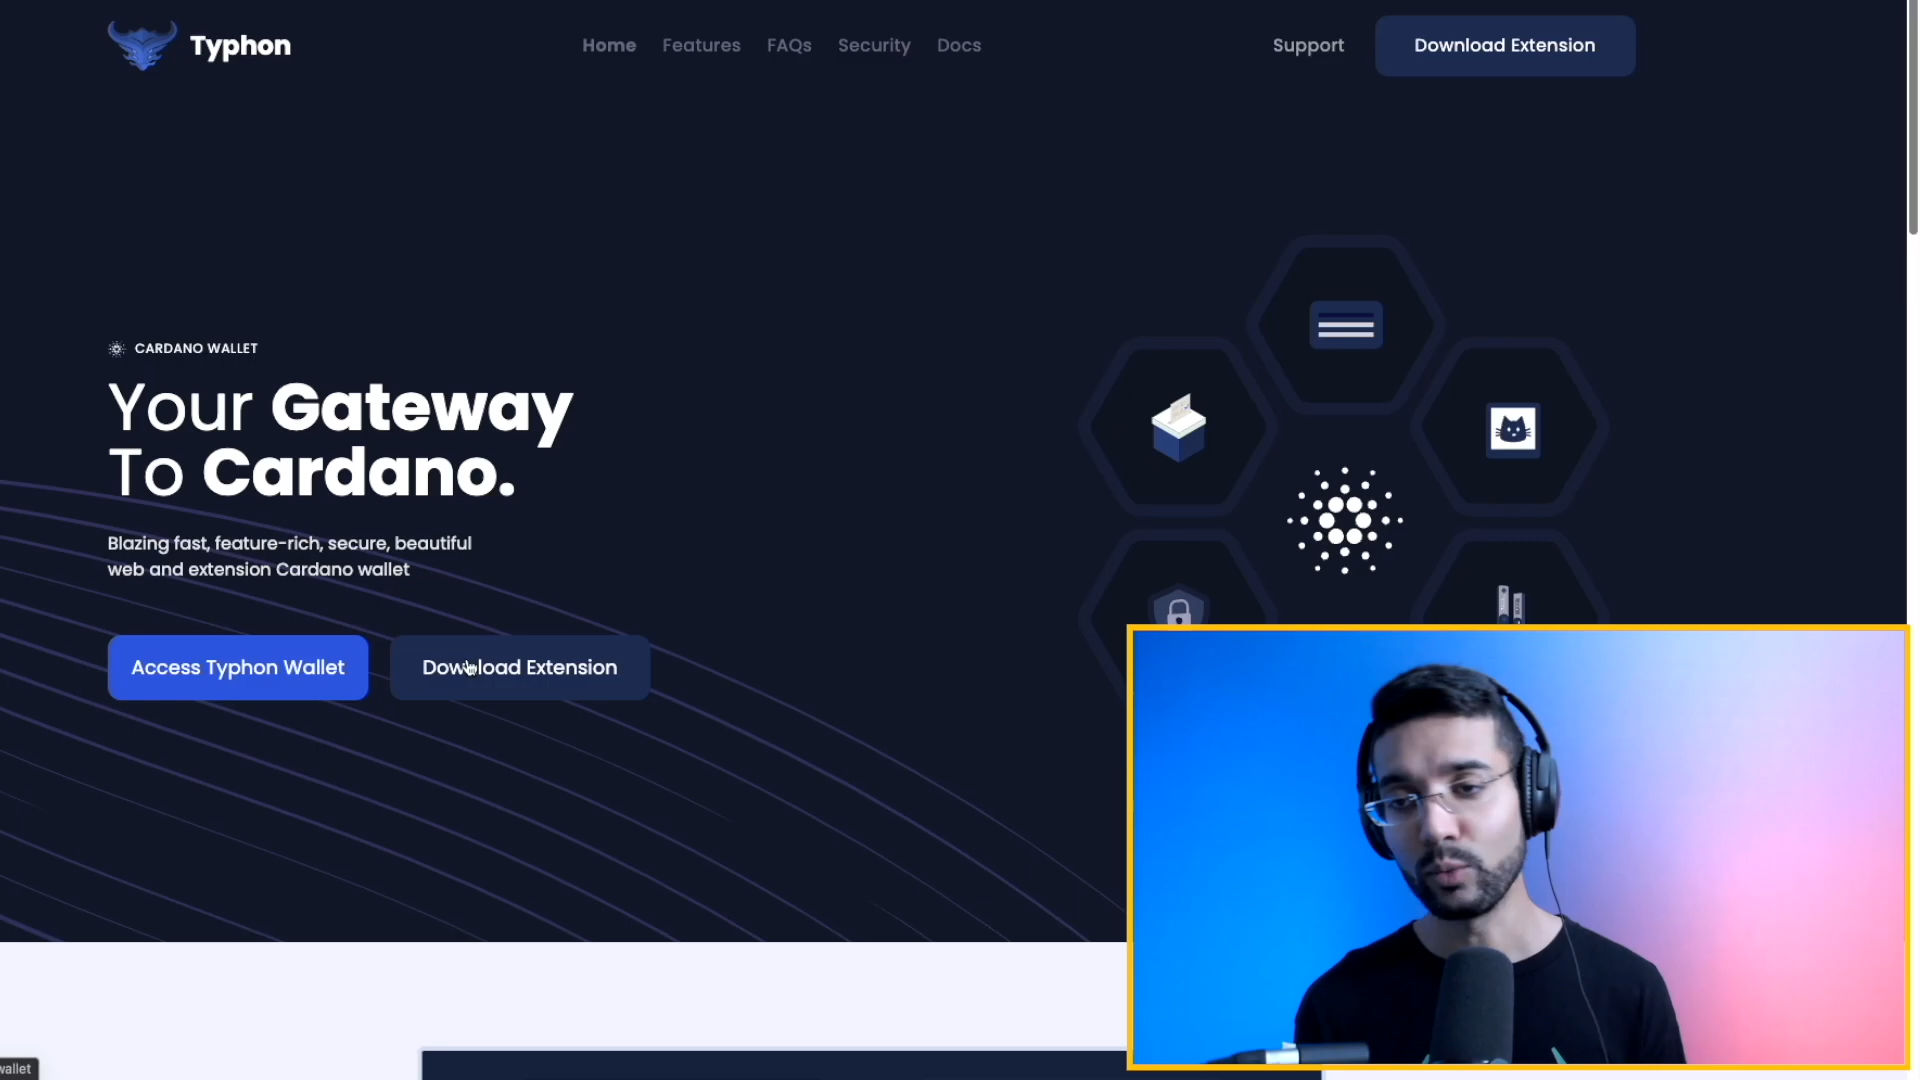 Typhon
Home
Features
FAQs
Security
Docs
Support
Download Extension
CARDANO WALLET
Your Gateway
To Cardano.
Blazing fast, feature-rich, secure, beautiful
web and extension Cardano wallet
Access Typhon Wallet
Download Extension
wallet